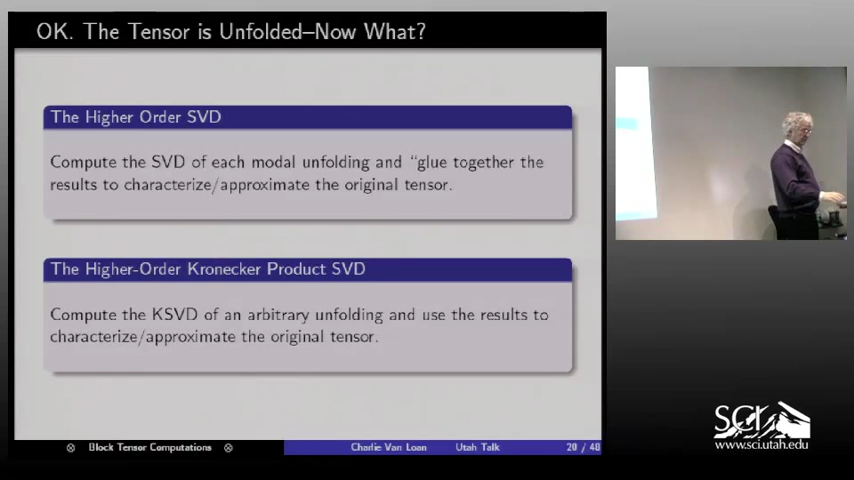 OK. The Tensor is Unfolded–Now What?
The Higher Order SVD
Compute the SVD of each modal unfolding and “glue together the
results to characterize/approximate the original tensor.
The Higher-Order Kronecker Product SVD
Compute the KSVD of an arbitrary unfolding and use the results to
characterize/approximate the original tensor.
⊗ Block Tensor Computations ⊗ Charlie Van Loan Utah Talk 20 / 40
SCI
www.sci.utah.edu